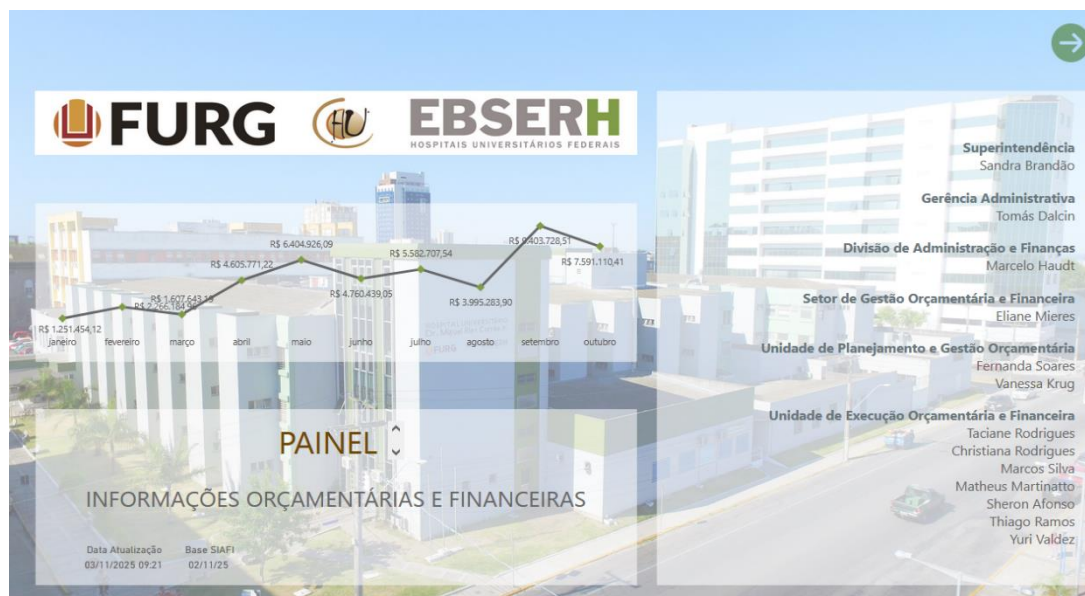 FURG
HU
EBSERH
HOSPITAIS UNIVERSITÁRIOS FEDERAIS
R$ 1.251.454,12
R$ 2.266.184,96
R$ 1.607.643,19
R$ 4.605.771,22
R$ 6.404.926,09
R$ 4.760.439,05
R$ 5.582.707,54
R$ 3.995.283,90
R$ 9.403.728,51
R$ 7.591.110,41
janeiro fevereiro março abril maio junho julho agosto setembro outubro
PAINEL
INFORMAÇÕES ORÇAMENTÁRIAS E FINANCEIRAS
Data Atualização Base SIAFI
03/11/2025 09:21 02/11/25
Superintendência
Sandra Brandão
Gerência Administrativa
Tomás Dalcin
Divisão de Administração e Finanças
Marcelo Haudt
Setor de Gestão Orçamentária e Financeira
Eliane Mieres
Unidade de Planejamento e Gestão Orçamentária
Fernanda Soares
Vanessa Krug
Unidade de Execução Orçamentária e Financeira
Taciane Rodrigues
Christiana Rodrigues
Marcos Silva
Matheus Martinatto
Sheron Afonso
Thiago Ramos
Yuri Valdez